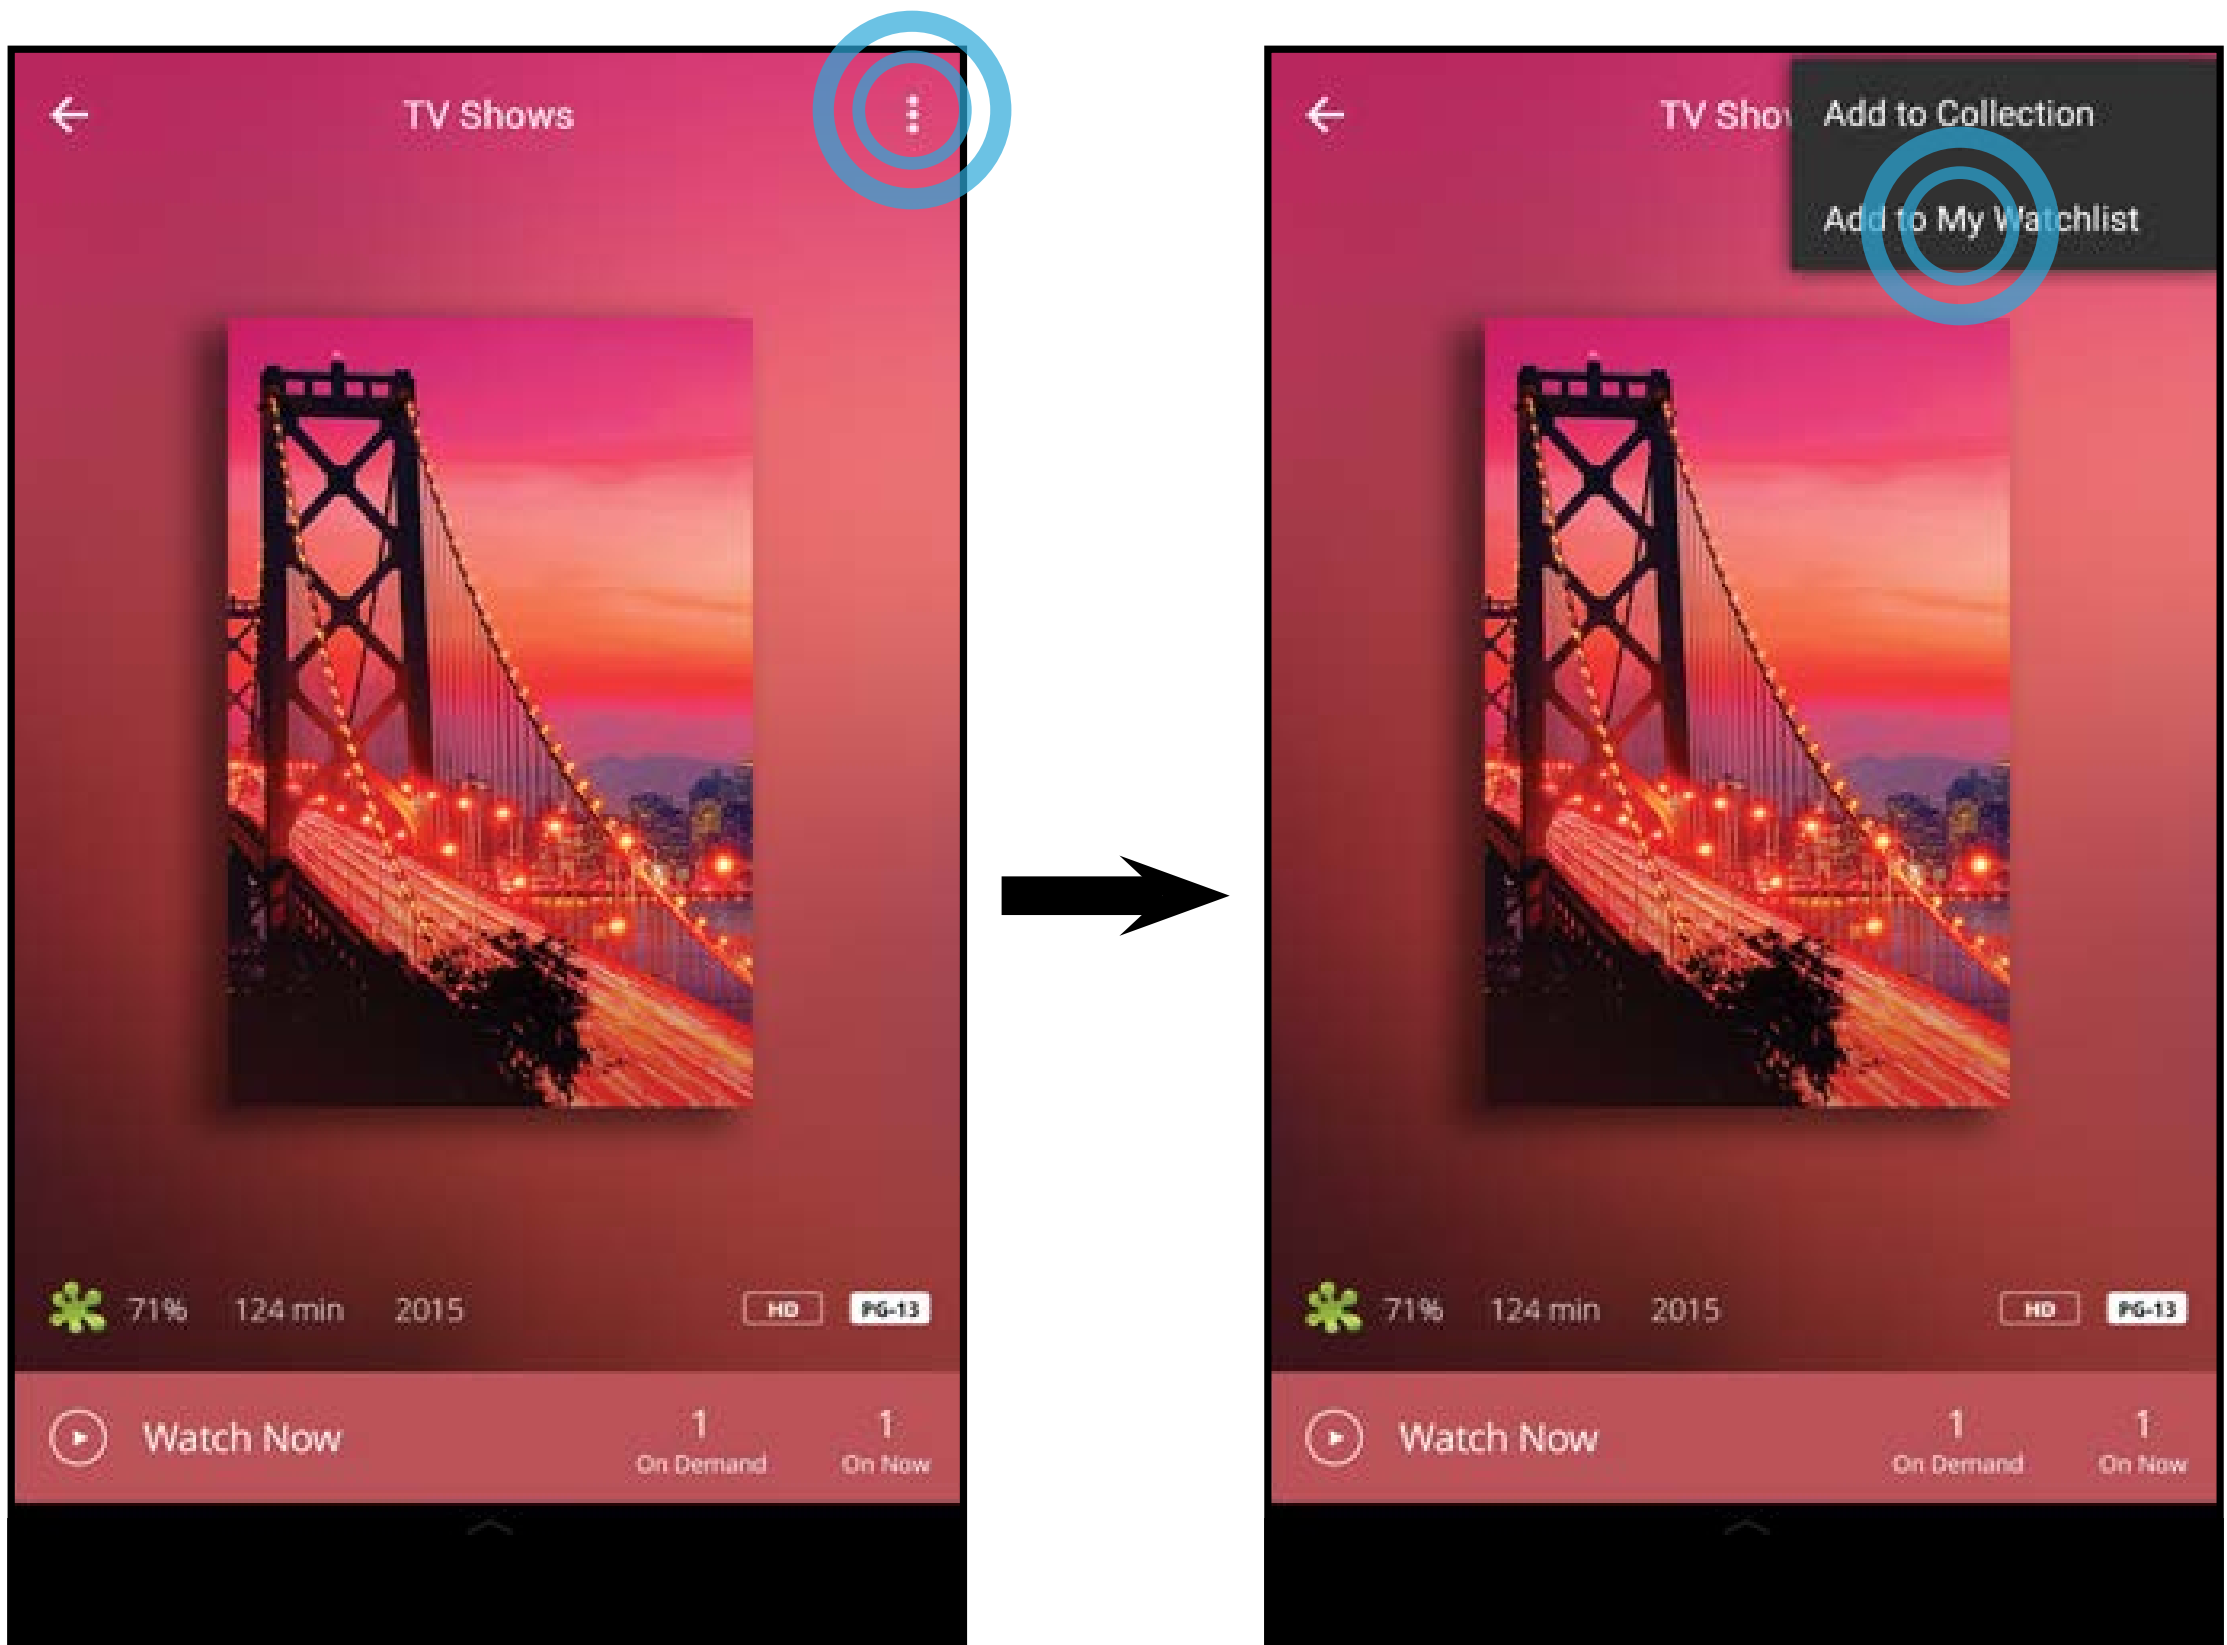 TV Shows
71% 124 min 2015 HD PG-13
Watch Now
1 On Demand
1 On Now
TV Show
Add to Collection
Add to My Watchlist
71% 124 min 2015 HD PG-13
Watch Now
1 On Demand
1 On Now